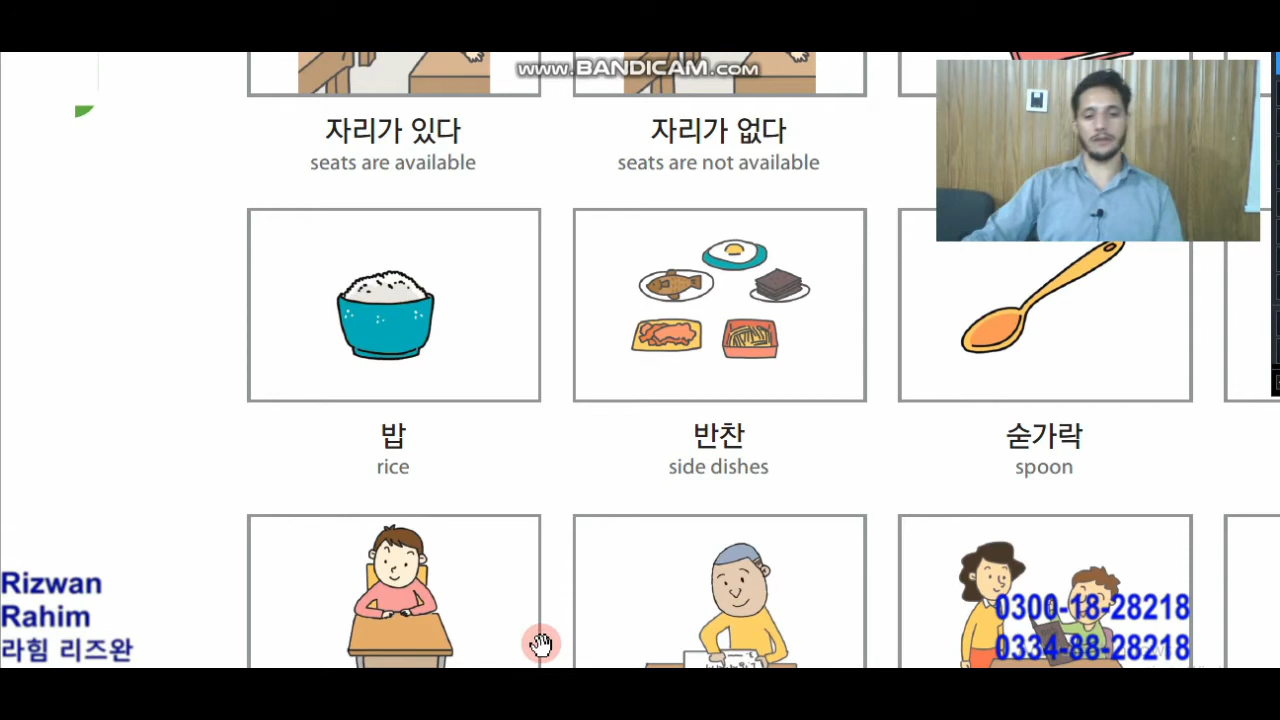 www.BANDICAM.com
자리가 있다
seats are available
자리가 없다
seats are not available
밥
rice
반찬
side dishes
숟가락
spoon
Rizwan
Rahim
라힘 리즈완
0300-18-28218
0334-88-28218